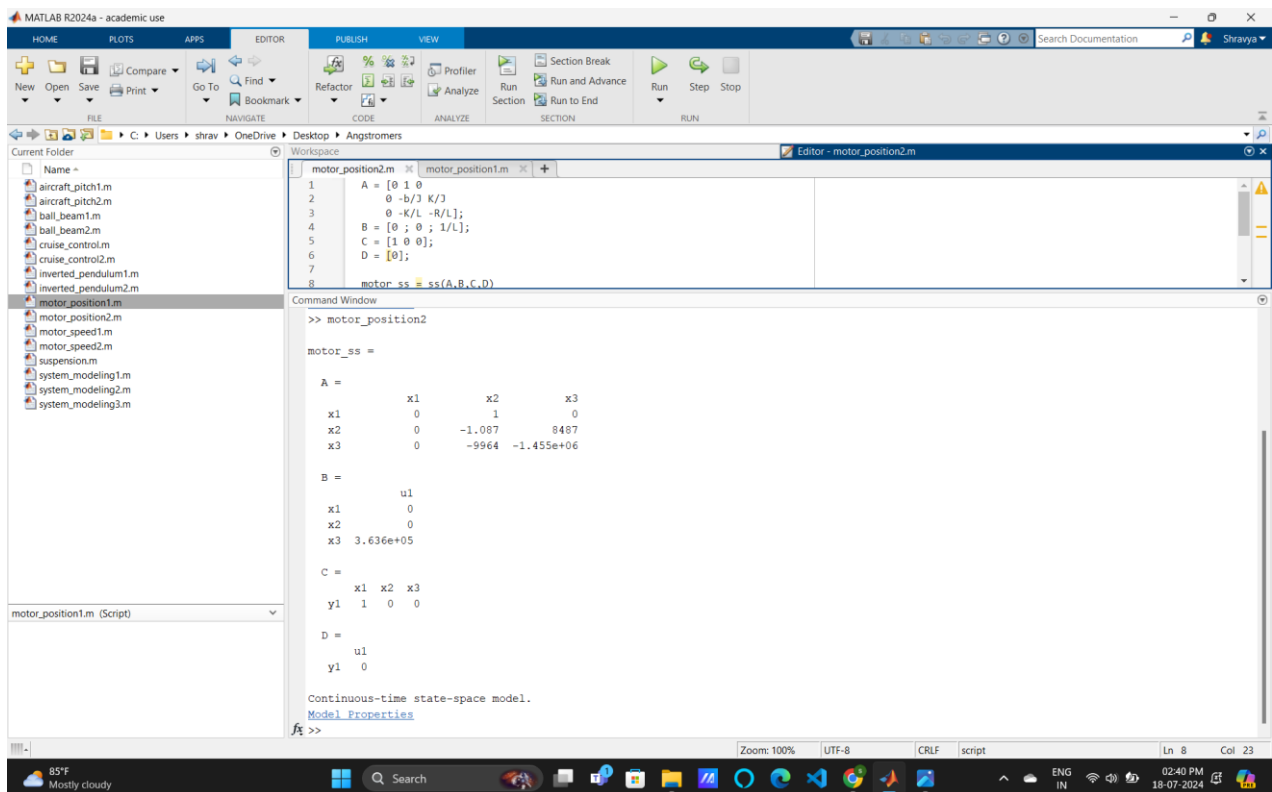 MATLAB R2024a - academic use
HOME PLOTS APPS EDITOR PUBLISH VIEW Search Documentation Shravya
New Open Save Compare Print Go To Find Bookmark Refactor Profiler Analyze Run Section Section Break Run and Advance Run to End Run Step Stop
FILE NAVIGATE CODE ANALYZE SECTION RUN
C: Users shrav OneDrive Desktop Angstromers
Current Folder
Name
aircraft_pitch1.m
aircraft_pitch2.m
ball_beam1.m
ball_beam2.m
cruise_control.m
cruise_control2.m
inverted_pendulum1.m
inverted_pendulum2.m
motor_position1.m
motor_position2.m
motor_speed1.m
motor_speed2.m
suspension.m
system_modeling1.m
system_modeling2.m
system_modeling3.m
motor_position1.m (Script)
Workspace
Editor - motor_position2.m
motor_position2.m motor_position1.m
1 A = [0 1 0
2 0 -b/J K/J
3 0 -K/L -R/L];
4 B = [0 ; 0 ; 1/L];
5 C = [1 0 0];
6 D = [0];
7
8 motor_ss = ss(A,B,C,D)
Command Window
>> motor_position2
motor_ss =
A =
x1 x2 x3
x1 0 1 0
x2 0 -1.087 8487
x3 0 -9964 -1.455e+06
B =
u1
x1 0
x2 0
x3 3.636e+05
C =
x1 x2 x3
y1 1 0 0
D =
u1
y1 0
Continuous-time state-space model.
Model Properties
fx >>
Zoom: 100% UTF-8 CRLF script Ln 8 Col 23
85°F
Mostly cloudy
Search
ENG
IN
02:40 PM
18-07-2024